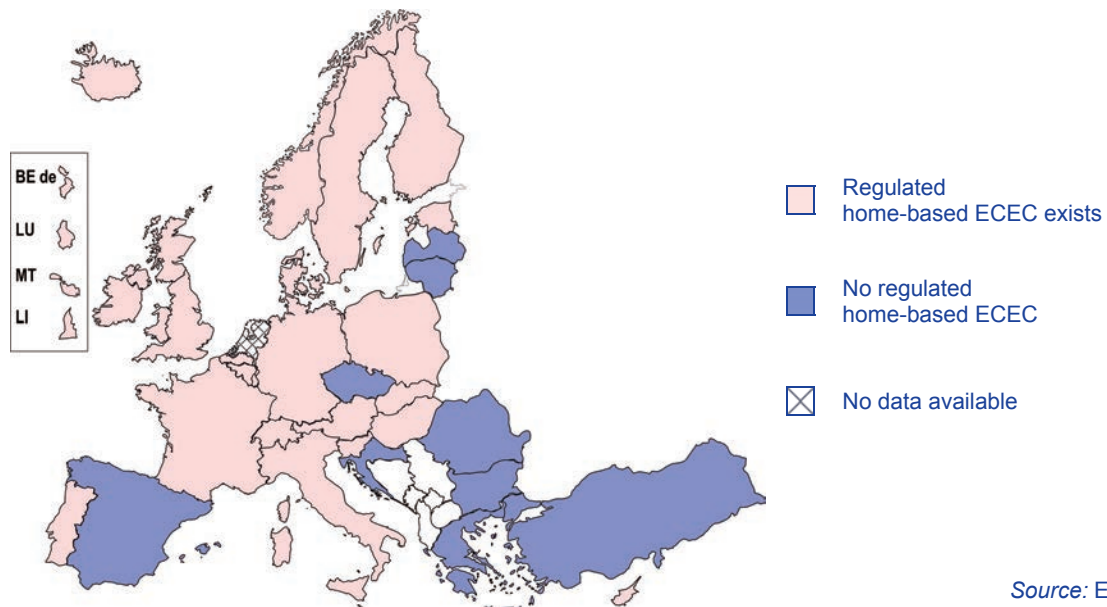 BE de
LU
MT
LI
Regulated
home-based ECEC exists
No regulated
home-based ECEC
No data available
Source: E